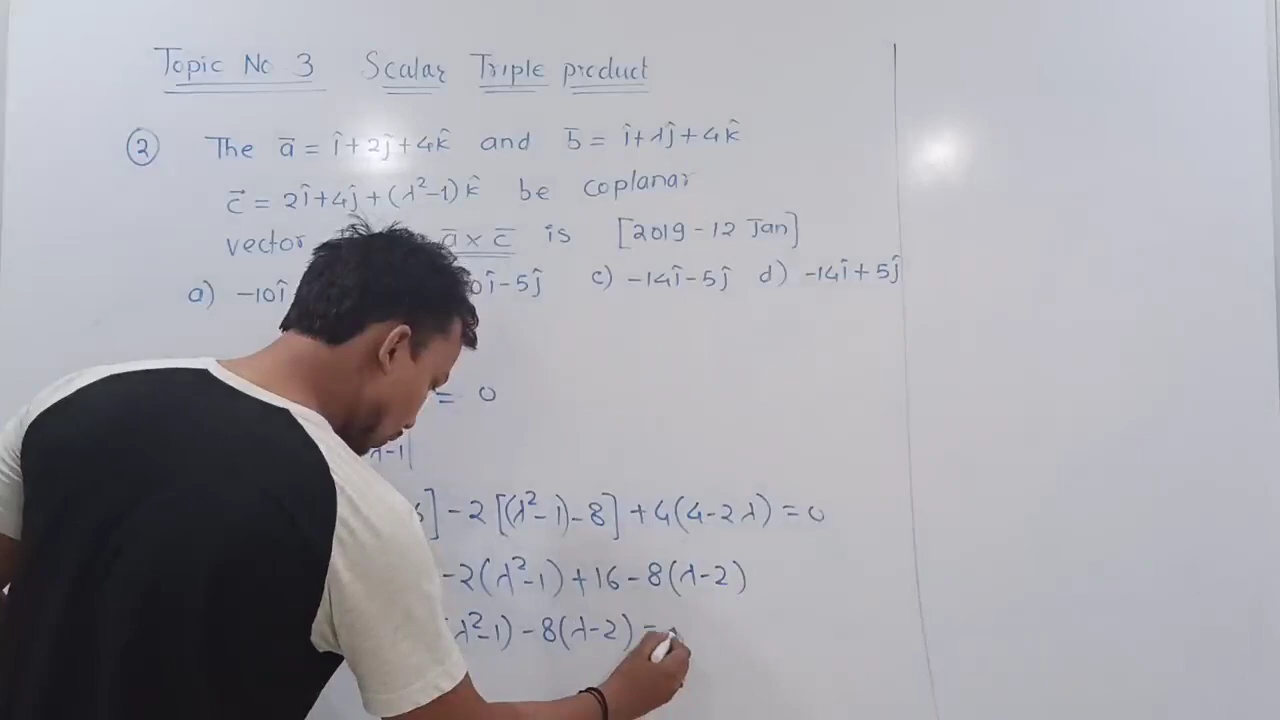 Topic No 3 Scalar Triple product
② The a̅ = î+2ĵ+4k̂ and b̅ = î+λĵ+4k̂
c⃗ = 2î+4ĵ+(λ²-1)k̂ be coplanar
vector a̅ × c̅ is [2019-12 Jan]
a) -10î 0î-5ĵ c) -14î-5ĵ d) -14î+5ĵ
= 0
λ-1|
] -2[(λ²-1)-8] +4(4-2λ) = 0
-2(λ²-1)+16-8(λ-2)
(λ²-1)-8(λ-2) =